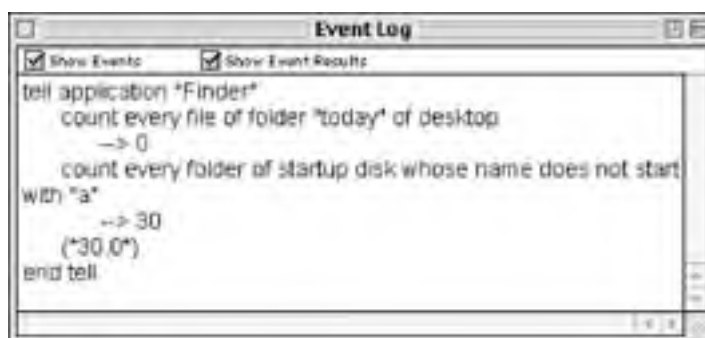 Event Log
Show Events Show Event Results
tell application "Finder"
count every file of folder "today" of desktop
--> 0
count every folder of startup disk whose name does not start
with "a"
--> 30
(*30.0*)
end tell